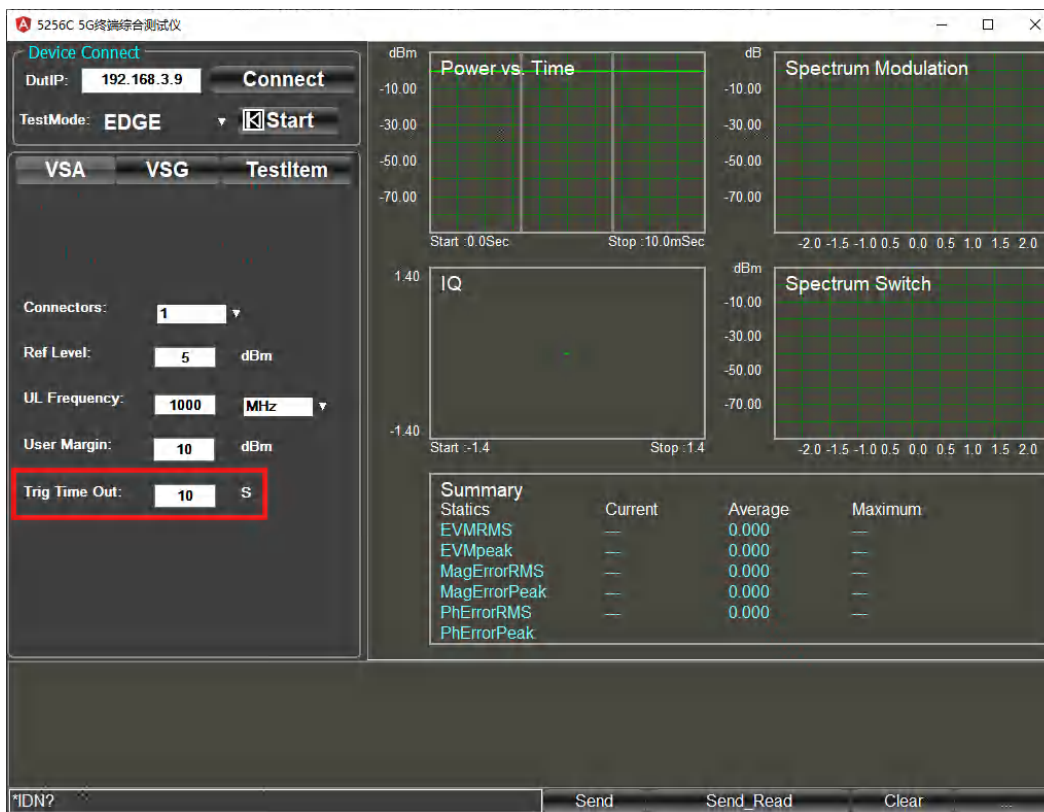 5256C 5G终端综合测试仪
Device Connect
DutIP: 192.168.3.9 Connect
TestMode: EDGE Start
VSA VSG TestItem
Connectors: 1
Ref Level: 5 dBm
UL Frequency: 1000 MHz
User Margin: 10 dBm
Trig Time Out: 10 S
dBm
Power vs. Time
-10.00
-30.00
-50.00
-70.00
Start :0.0Sec Stop :10.0mSec
dB
Spectrum Modulation
-10.00
-30.00
-50.00
-70.00
-2.0 -1.5 -1.0 0.5 0.0 0.5 1.0 1.5 2.0
1.40
IQ
-1.40
Start :-1.4 Stop :1.4
dBm
Spectrum Switch
-10.00
-30.00
-50.00
-70.00
-2.0 -1.5 -1.0 0.5 0.0 0.5 1.0 1.5 2.0
Summary
Statics Current Average Maximum
EVMRMS — 0.000 —
EVMpeak — 0.000 —
MagErrorRMS — 0.000 —
MagErrorPeak — 0.000 —
PhErrorRMS — 0.000 —
PhErrorPeak
*IDN? Send Send_Read Clear ...